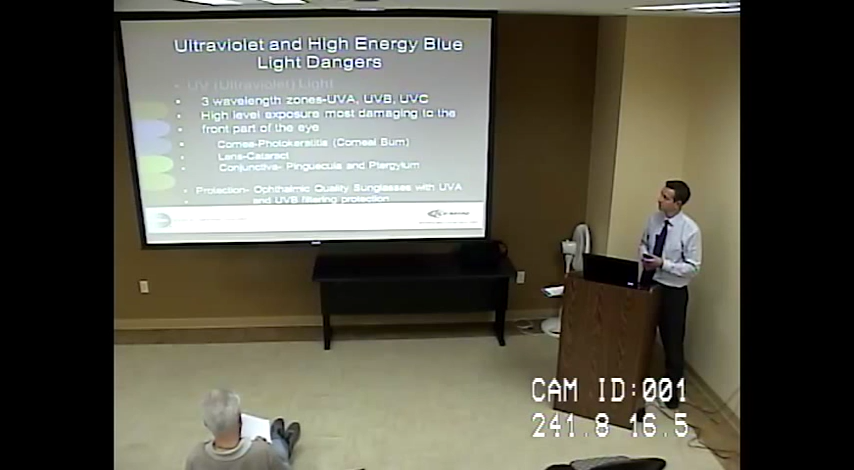 Ultraviolet and High Energy Blue
Light Dangers
UV (Ultraviolet) Light
3 wavelength zones-UVA, UVB, UVC
High level exposure most damaging to the
front part of the eye
Cornea-Photokeratitis (Corneal Burn)
Lens-Cataract
Conjunctiva- Pinguecula and Pterygium
Protection- Ophthalmic Quality Sunglasses with UVA
and UVB filtering protection
CAM ID:001
241.8 16.5